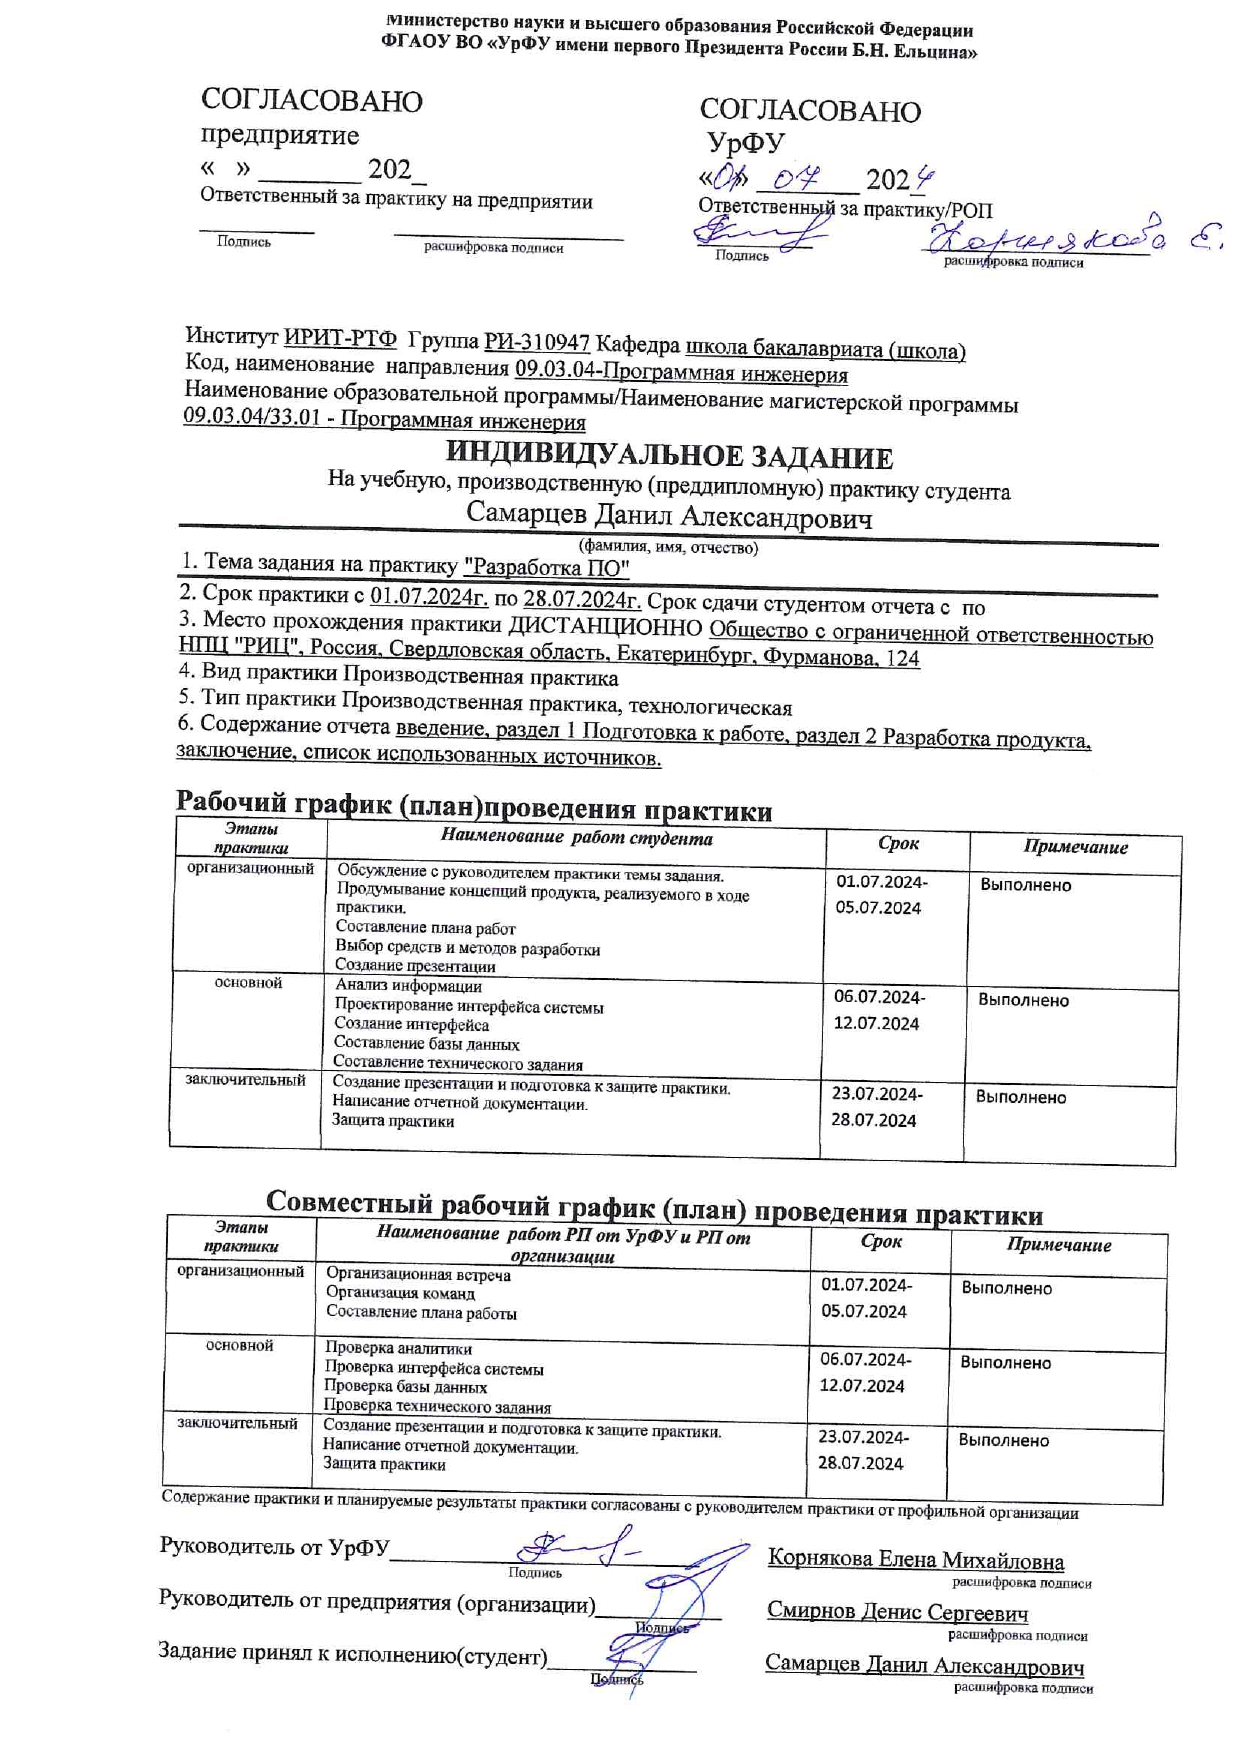 Министерство науки и высшего образования Российской Федерации
ФГАОУ ВО «УрФУ имени первого Президента России Б.Н. Ельцина»
СОГЛАСОВАНО
предприятие
« » ________ 202_
Ответственный за практику на предприятии
Подпись расшифровка подписи
СОГЛАСОВАНО
УрФУ
«01» 07 2024
Ответственный за практику/РОП
Корнякова Е.
Подпись расшифровка подписи
Институт ИРИТ-РТФ Группа РИ-310947 Кафедра школа бакалавриата (школа)
Код, наименование направления 09.03.04-Программная инженерия
Наименование образовательной программы/Наименование магистерской программы
09.03.04/33.01 - Программная инженерия
ИНДИВИДУАЛЬНОЕ ЗАДАНИЕ
На учебную, производственную (преддипломную) практику студента
Самарцев Данил Александрович
(фамилия, имя, отчество)
1. Тема задания на практику "Разработка ПО"
2. Срок практики с 01.07.2024г. по 28.07.2024г. Срок сдачи студентом отчета с по
3. Место прохождения практики ДИСТАНЦИОННО Общество с ограниченной ответственностью
НПЦ "РИЦ", Россия, Свердловская область, Екатеринбург, Фурманова, 124
4. Вид практики Производственная практика
5. Тип практики Производственная практика, технологическая
6. Содержание отчета введение, раздел 1 Подготовка к работе, раздел 2 Разработка продукта,
заключение, список использованных источников.
Рабочий график (план)проведения практики
Этапы практики Наименование работ студента Срок Примечание
организационный Обсуждение с руководителем практики темы задания. 01.07.2024- Выполнено
Продумывание концепций продукта, реализуемого в ходе
практики. 05.07.2024
Составление плана работ
Выбор средств и методов разработки
Создание презентации
основной Анализ информации 06.07.2024- Выполнено
Проектирование интерфейса системы
Создание интерфейса 12.07.2024
Составление базы данных
Составление технического задания
заключительный Создание презентации и подготовка к защите практики. 23.07.2024- Выполнено
Написание отчетной документации.
Защита практики 28.07.2024
Совместный рабочий график (план) проведения практики
Этапы практики Наименование работ РП от УрФУ и РП от организации Срок Примечание
организационный Организационная встреча 01.07.2024- Выполнено
Организация команд
Составление плана работы 05.07.2024
основной Проверка аналитики 06.07.2024- Выполнено
Проверка интерфейса системы
Проверка базы данных 12.07.2024
Проверка технического задания
заключительный Создание презентации и подготовка к защите практики. 23.07.2024- Выполнено
Написание отчетной документации.
Защита практики 28.07.2024
Содержание практики и планируемые результаты практики согласованы с руководителем практики от профильной организации
Руководитель от УрФУ Корнякова Елена Михайловна
Подпись расшифровка подписи
Руководитель от предприятия (организации) Смирнов Денис Сергеевич
Подпись расшифровка подписи
Задание принял к исполнению(студент) Самарцев Данил Александрович
Подпись расшифровка подписи